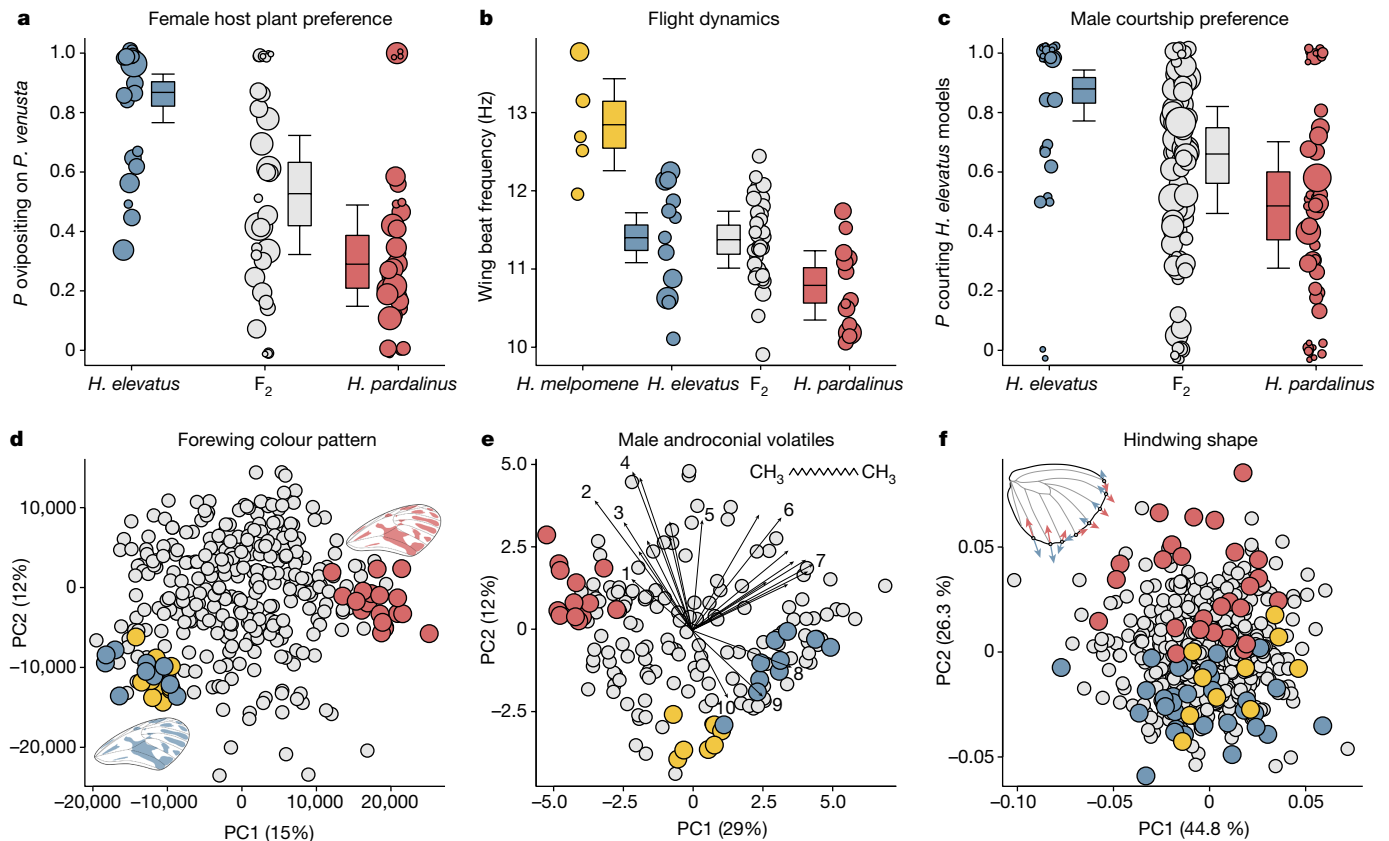 a Female host plant preference
P ovipositing on P. venusta
1.0
0.8
0.6
0.4
0.2
0
H. elevatus F2 H. pardalinus
b Flight dynamics
Wing beat frequency (Hz)
13
12
11
10
H. melpomene H. elevatus F2 H. pardalinus
c Male courtship preference
P courting H. elevatus models
1.0
0.8
0.6
0.4
0.2
0
H. elevatus F2 H. pardalinus
d Forewing colour pattern
PC2 (12%)
10,000
0
−10,000
−20,000
−20,000 −10,000 0 10,000 20,000
PC1 (15%)
e Male androconial volatiles
CH3 CH3
PC2 (12%)
5.0
2.5
0
−2.5
1
2
3
4
5
6
7
8
9
10
−5.0 −2.5 0 2.5 5.0
PC1 (29%)
f Hindwing shape
PC2 (26.3 %)
0.05
0
−0.05
−0.10 −0.05 0 0.05
PC1 (44.8 %)